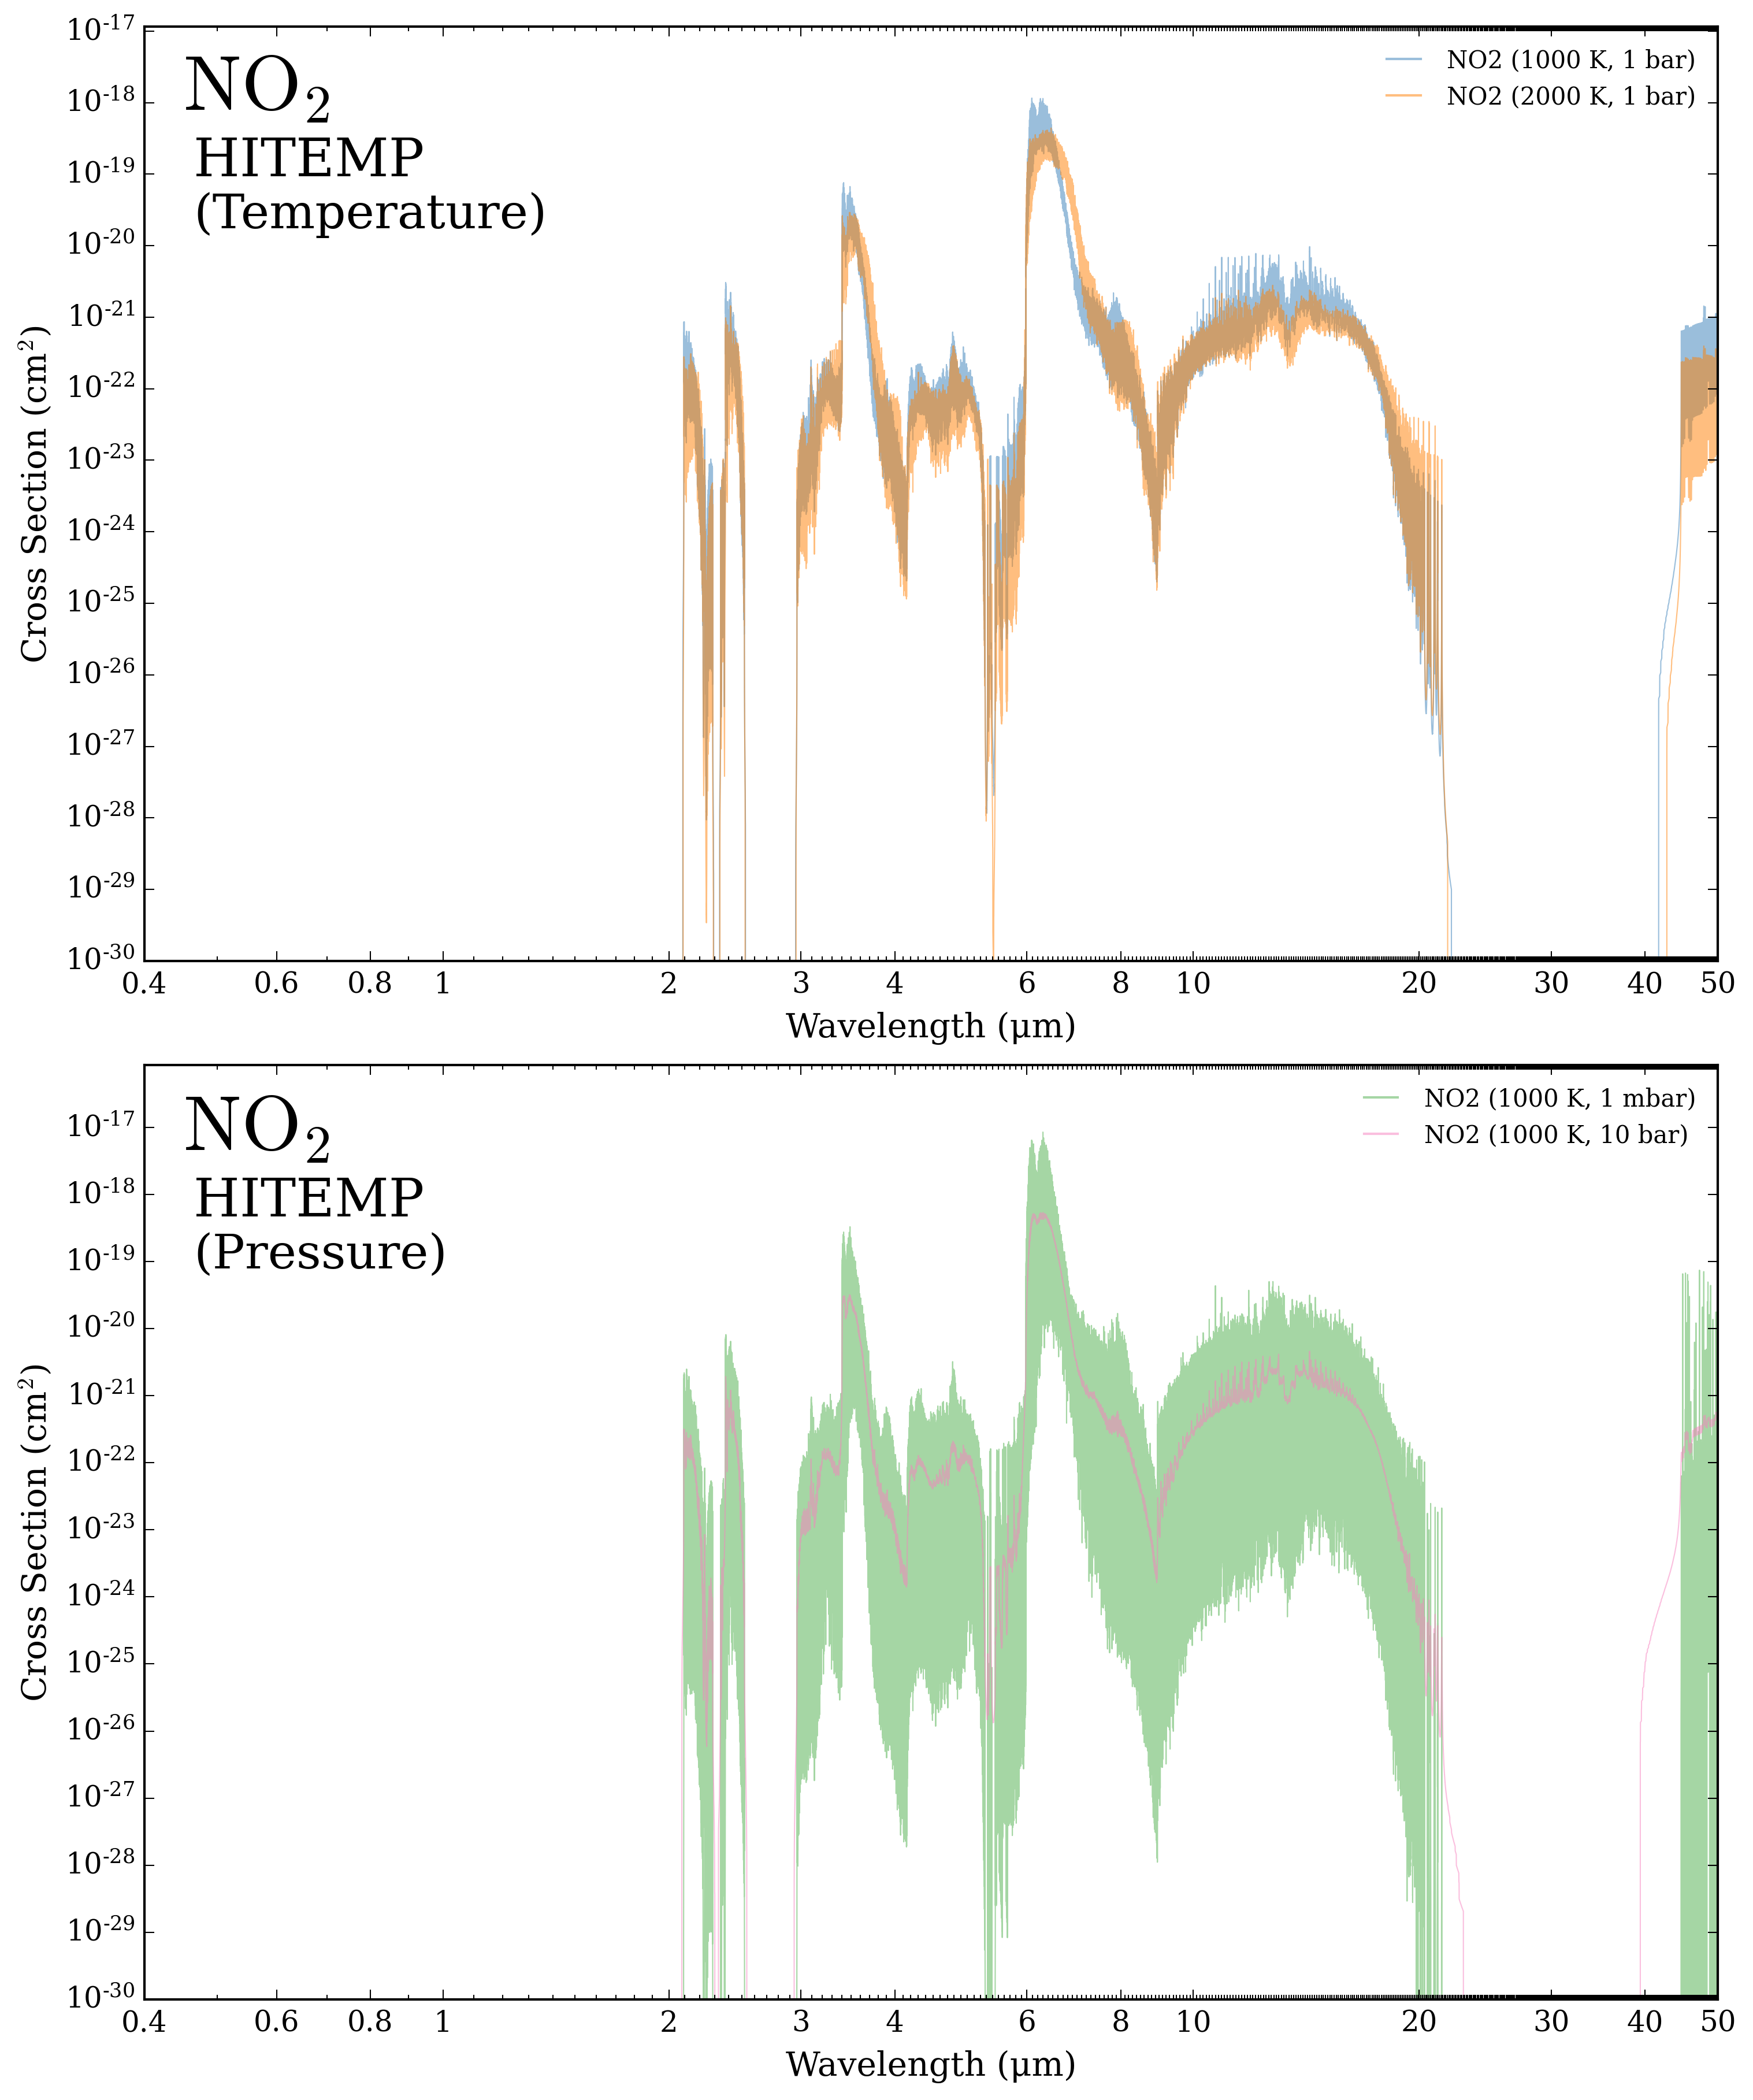 NO2
HITEMP
(Temperature)
NO2 (1000 K, 1 bar)
NO2 (2000 K, 1 bar)
Cross Section (cm2)
10-17
10-18
10-19
10-20
10-21
10-22
10-23
10-24
10-25
10-26
10-27
10-28
10-29
10-30
0.4 0.6 0.8 1 2 3 4 6 8 10 20 30 40 50
Wavelength (μm)
NO2
HITEMP
(Pressure)
NO2 (1000 K, 1 mbar)
NO2 (1000 K, 10 bar)
Cross Section (cm2)
10-17
10-18
10-19
10-20
10-21
10-22
10-23
10-24
10-25
10-26
10-27
10-28
10-29
10-30
0.4 0.6 0.8 1 2 3 4 6 8 10 20 30 40 50
Wavelength (μm)